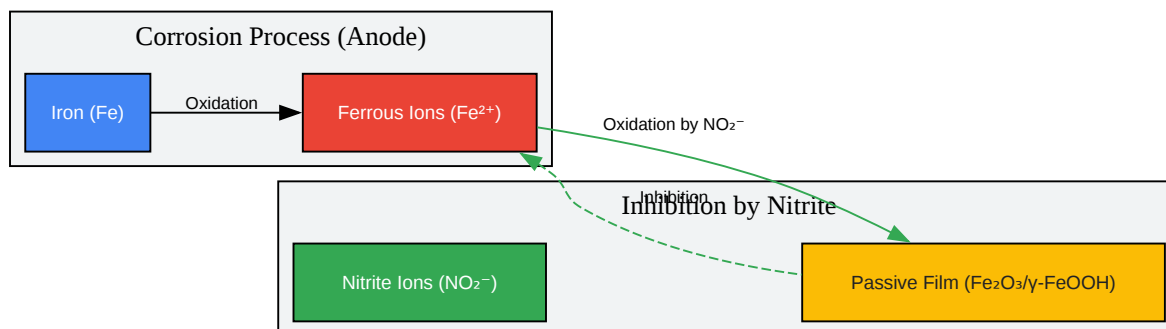 Corrosion Process (Anode)
Iron (Fe)
Oxidation
Ferrous Ions (Fe²⁺)
Oxidation by NO₂⁻
Inhibition
Inhibition by Nitrite
Nitrite Ions (NO₂⁻)
Passive Film (Fe₂O₃/γ-FeOOH)